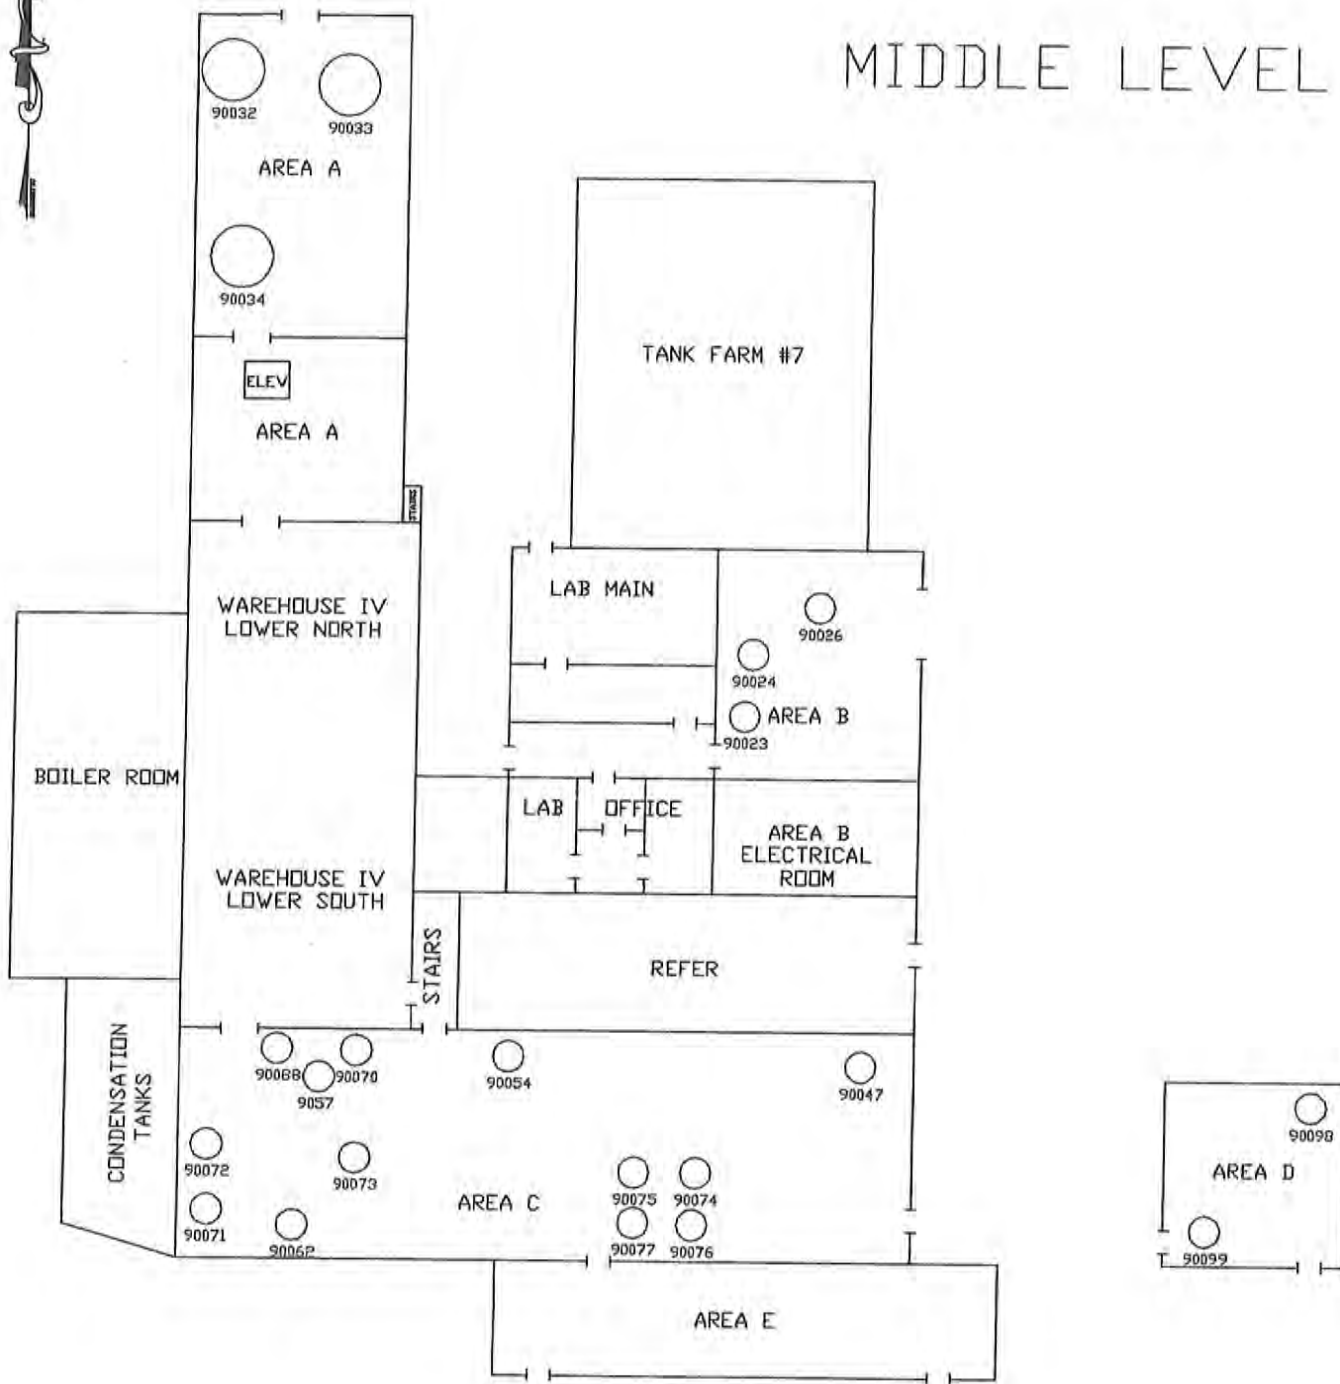 MIDDLE LEVEL
90032
90033
AREA A
90034
TANK FARM #7
ELEV
AREA A
STAIRS
LAB MAIN
WAREHOUSE IV
LOWER NORTH
90026
90024
AREA B
90023
BOILER ROOM
LAB
OFFICE
AREA B
ELECTRICAL
ROOM
WAREHOUSE IV
LOWER SOUTH
STAIRS
REFER
CONDENSATION
TANKS
90068
90070
9057
90054
90047
90072
90073
90075
90074
AREA C
90071
90062
90077
90076
90098
AREA D
90099
AREA E